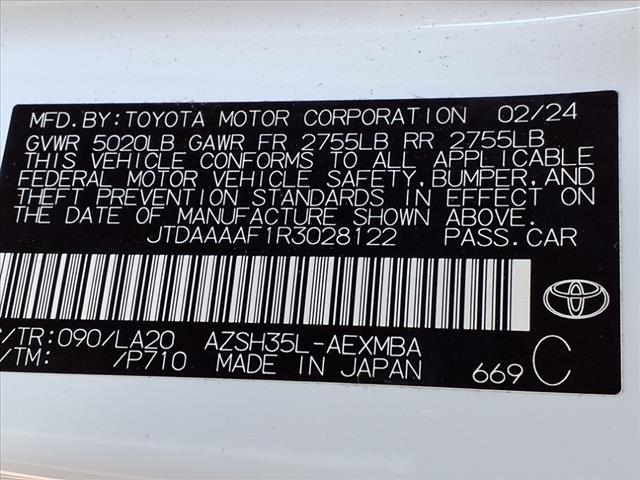 MFD.BY:TOYOTA MOTOR CORPORATION 02/24
GVWR 5020LB GAWR FR 2755LB RR 2755LB
THIS VEHICLE CONFORMS TO ALL APPLICABLE
FEDERAL MOTOR VEHICLE SAFETY,BUMPER,AND
THEFT PREVENTION STANDARDS IN EFFECT ON
THE DATE OF MANUFACTURE SHOWN ABOVE.
JTDAAAAF1R3028122 PASS.CAR
/TR:090/LA20 AZSH35L-AEXMBA
/TM: /P710 MADE IN JAPAN 669 C